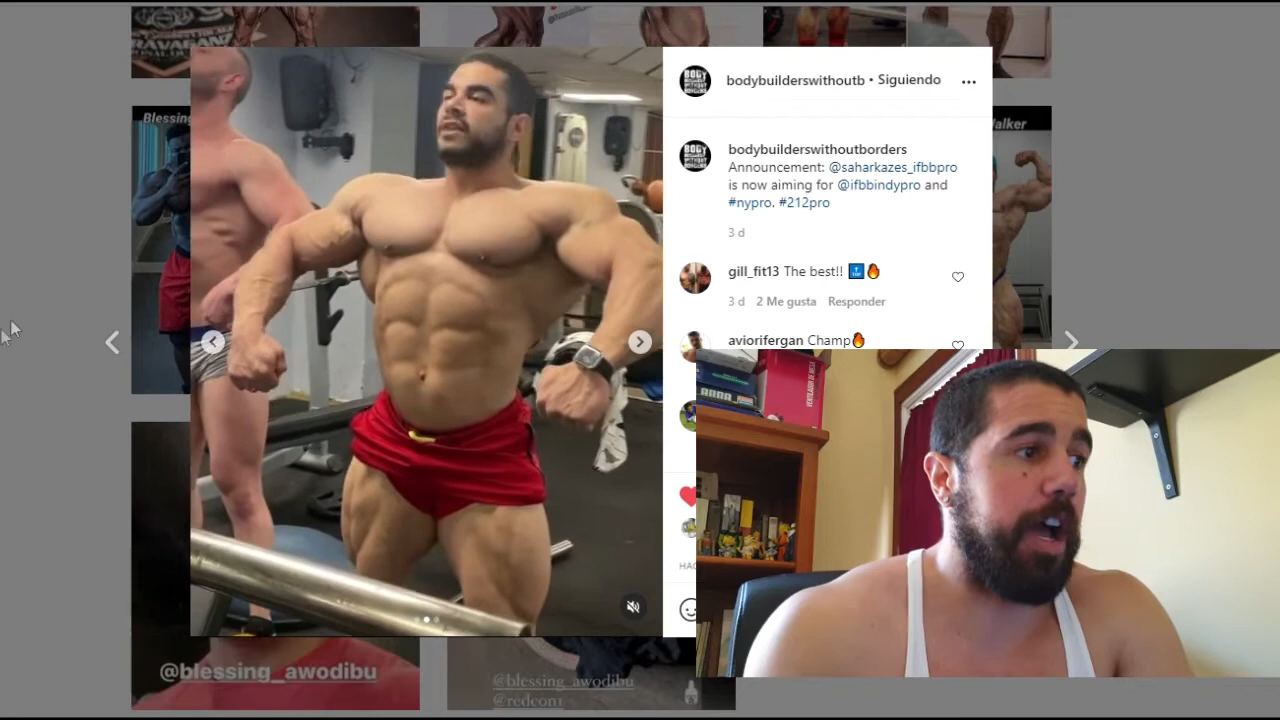 Blessing
Walker
bodybuilderswithoutb • Siguiendo
bodybuilderswithoutborders
Announcement: @saharkazes_ifbbpro
is now aiming for @ifbbindypro and
#nypro. #212pro
3 d
gill_fit13 The best!! 🔥
3 d 2 Me gusta Responder
aviorifergan Champ🔥
@blessing_awodibu
@blessing_awodibu
@redcon1